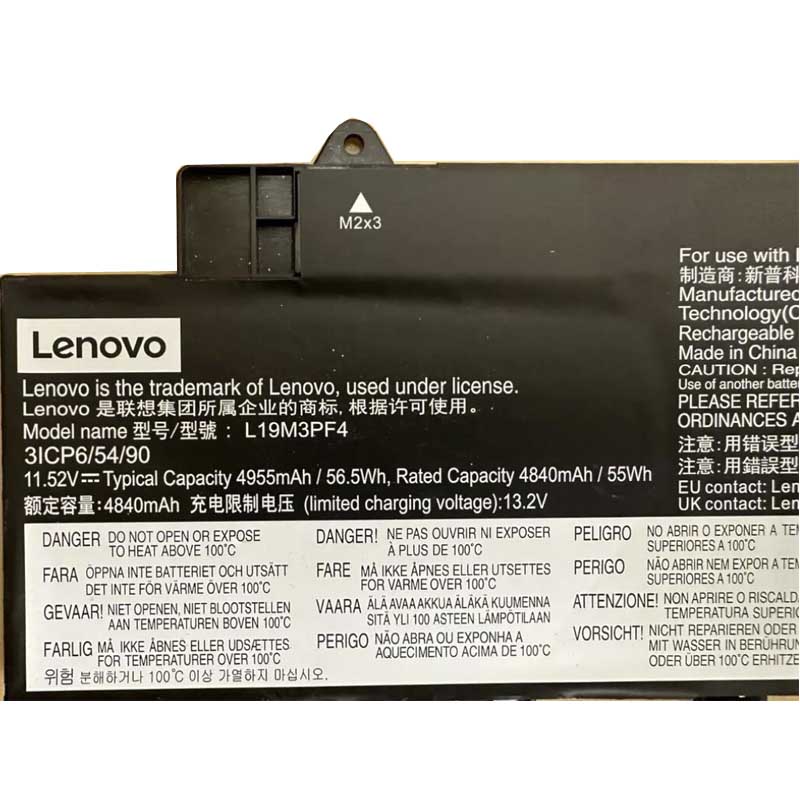 M2x3
Lenovo
Lenovo is the trademark of Lenovo, used under license.
Lenovo 是联想集团所属企业的商标, 根据许可使用。
Model name 型号/型號： L19M3PF4
3ICP6/54/90
11.52V⎓ Typical Capacity 4955mAh / 56.5Wh, Rated Capacity 4840mAh / 55Wh
额定容量:4840mAh 充电限制电压 (limited charging voltage):13.2V
For use with
制造商:新普科
Manufactured
Technology(C
Rechargeable
Made in China
CAUTION : Rep
Use of another batter
PLEASE REFER
ORDINANCES A
注意: 用错误型
注意: 用錯誤型
EU contact: Len
UK contact: Len
DANGER DO NOT OPEN OR EXPOSE
TO HEAT ABOVE 100°C
FARA ÖPPNA INTE BATTERIET OCH UTSÄTT
DET INTE FÖR VÄRME ÖVER 100°C
GEVAAR! NIET OPENEN, NIET BLOOTSTELLEN
AAN TEMPERATUREN BOVEN 100°C
FARLIG MÅ IKKE ÅBNES ELLER UDSÆTTES
FOR TEMPERATURER OVER 100°C
위험 분해하거나 100°C 이상 가열하지 마십시오
DANGER! NE PAS OUVRIR NI EXPOSER
À PLUS DE 100°C
FARE MÅ IKKE ÅPNES ELLER UTSETTES
FOR VARME OVER 100°C
VAARA ÄLÄ AVAA AKKUA ÄLÄKÄ KUUMENNA
SITÄ YLI 100 ASTEEN LÄMPÖTILAAN
PERIGO NÃO ABRA OU EXPONHA A
AQUECIMENTO ACIMA DE 100°C
PELIGRO NO ABRIR O EXPONER A TEM
SUPERIORES A 100°C
PERIGO NÃO ABRIR NEM EXPOR A TEM
SUPERIORES A 100°C
ATTENZIONE! NON APRIRE O RISCALDA
TEMPERATURA SUPERIO
VORSICHT! NICHT REPARIEREN ODER
MIT WASSER IN BERÜHRUN
ODER ÜBER 100°C ERHITZE